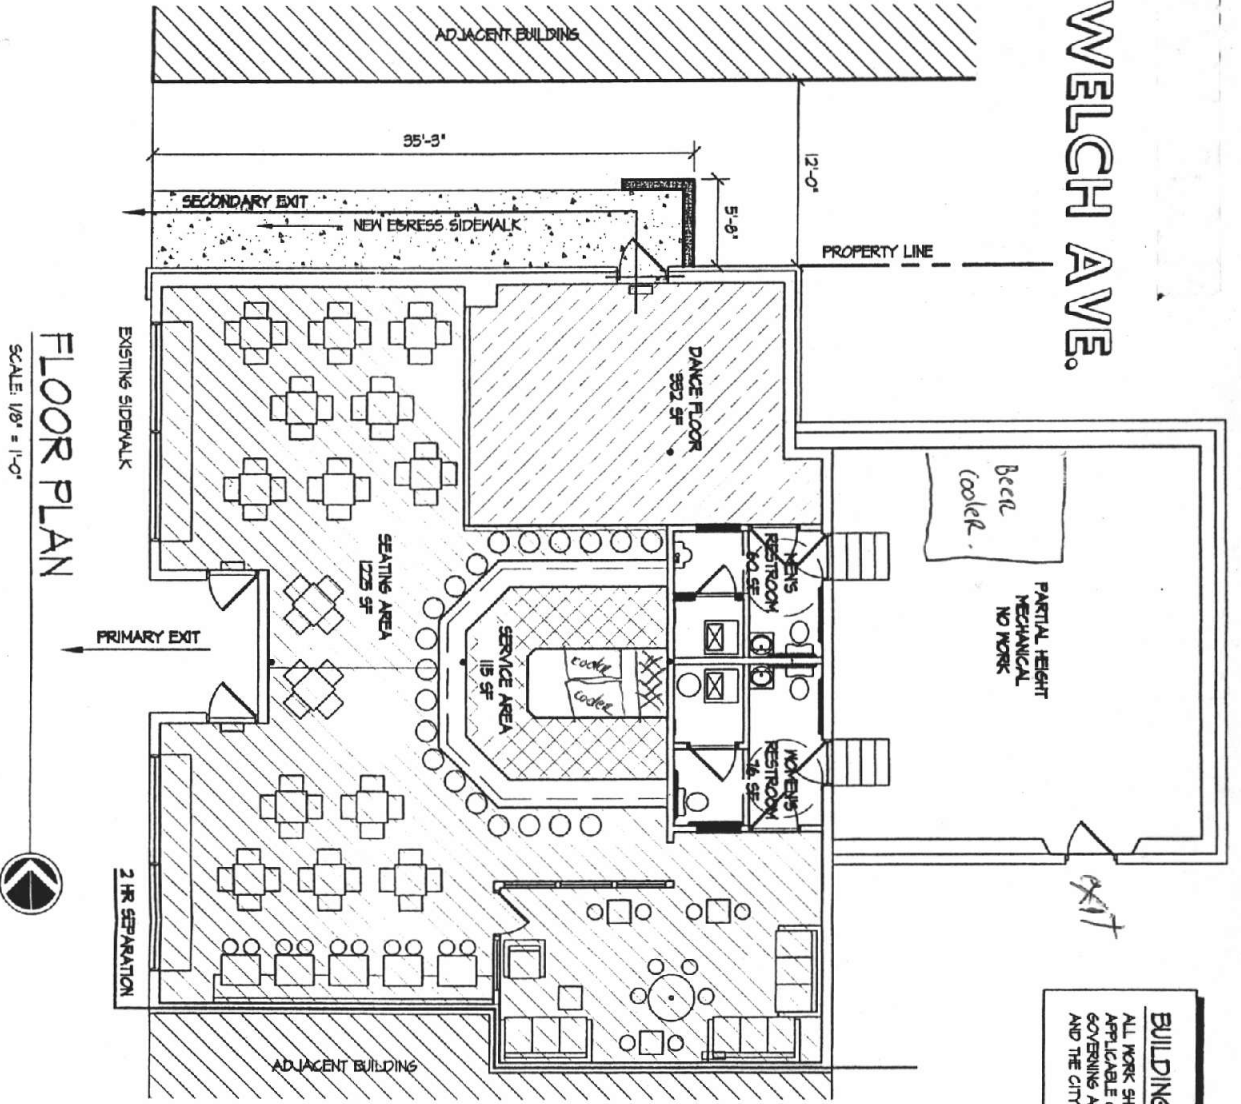 WELCH AVE.
ADJACENT BUILDING
35'-3"
12'-0"
5'-8"
SECONDARY EXIT
NEW EGRESS SIDEWALK
PROPERTY LINE
DANCE FLOOR
332 SF
Beer
Cooler.
PARTIAL HEIGHT
MECHANICAL
NO WORK
MEN'S
RESTROOM
60 SF
WOMEN'S
RESTROOM
76 SF
SEATING AREA
1225 SF
SERVICE AREA
115 SF
cooler
cooler
PRIMARY EXIT
EXISTING SIDEWALK
2 HR SEPARATION
exit
ADJACENT BUILDING
FLOOR PLAN
SCALE: 1/8" = 1'-0"
BUILDING
ALL WORK SH
APPLICABLE
GOVERNING A
AND THE CITY